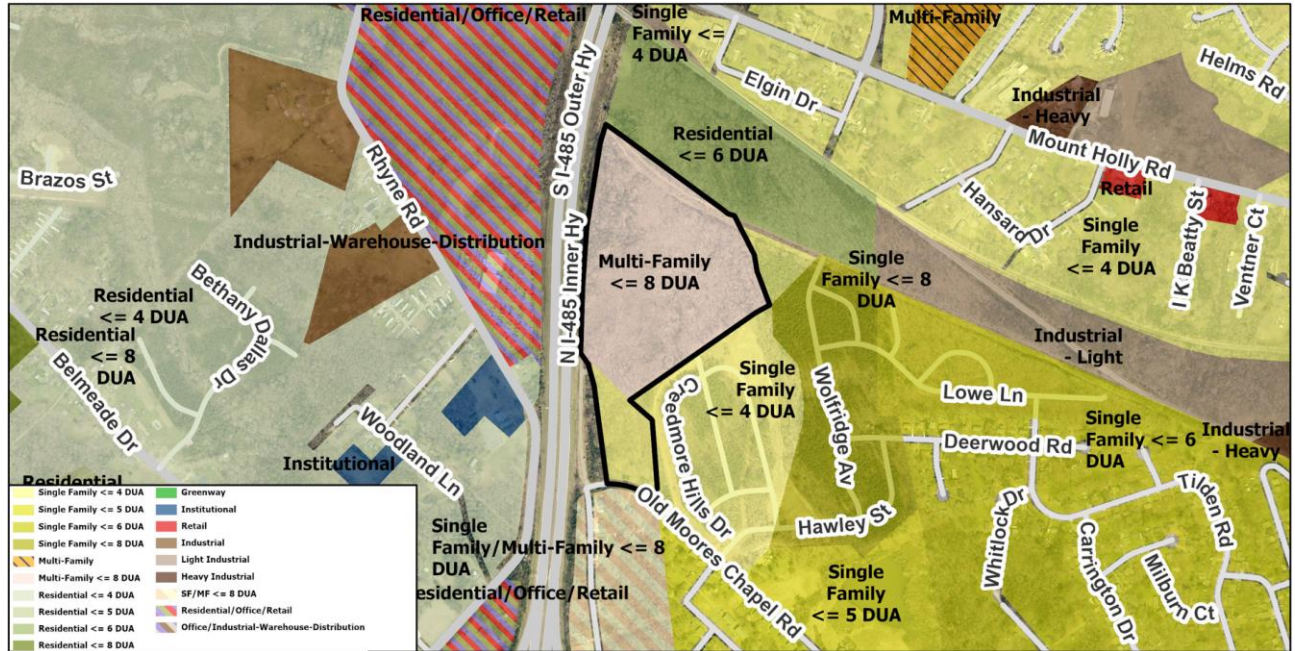 Residential/Office/Retail
Single
Family <=
4 DUA
Multi-Family
Helms Rd
S I-485 Outer Hy
Elgin Dr
Industrial
- Heavy
Residential
<= 6 DUA
Mount Holly Rd
Rhyne Rd
Brazos St
Retail
Hansard Dr
I K Beatty St
Ventner Ct
Single
Family
<= 4 DUA
Industrial-Warehouse-Distribution
N I-485 Inner Hy
Multi-Family
<= 8 DUA
Single
Family <= 8
DUA
Bethany Dallas Dr
Residential
<= 4 DUA
Residential
<= 8
DUA
Belmeade Dr
Industrial
- Light
Single
Family
<= 4 DUA
Creedmore Hills Dr
Wolfridge Av
Lowe Ln
Deerwood Rd
Single
Family <= 6
DUA
Industrial
- Heavy
Woodland Ln
Institutional
Residential
Old Moores Chapel Rd
Hawley St
Whitlock Dr
Tilden Rd
Carrington Dr
Milburn Ct
Single
Family/Multi-Family <= 8
DUA
esidential/Office/Retail
Single
Family
<= 5 DUA
Single Family <= 4 DUA
Single Family <= 5 DUA
Single Family <= 6 DUA
Single Family <= 8 DUA
Multi-Family
Multi-Family <= 8 DUA
Residential <= 4 DUA
Residential <= 5 DUA
Residential <= 6 DUA
Residential <= 8 DUA
Greenway
Institutional
Retail
Industrial
Light Industrial
Heavy Industrial
SF/MF <= 8 DUA
Residential/Office/Retail
Office/Industrial-Warehouse-Distribution